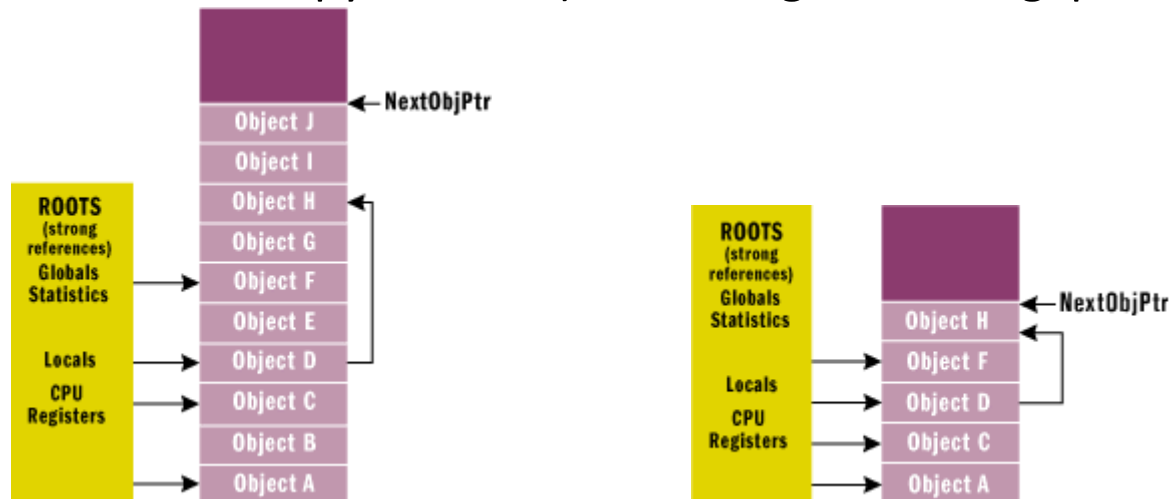 NextObjPtr
Object J
Object I
Object H
Object G
Object F
Object E
Object D
Object C
Object B
Object A
ROOTS
(strong
references)
Globals
Statistics
Locals
CPU
Registers
NextObjPtr
Object H
Object F
Object D
Object C
Object A
ROOTS
(strong
references)
Globals
Statistics
Locals
CPU
Registers